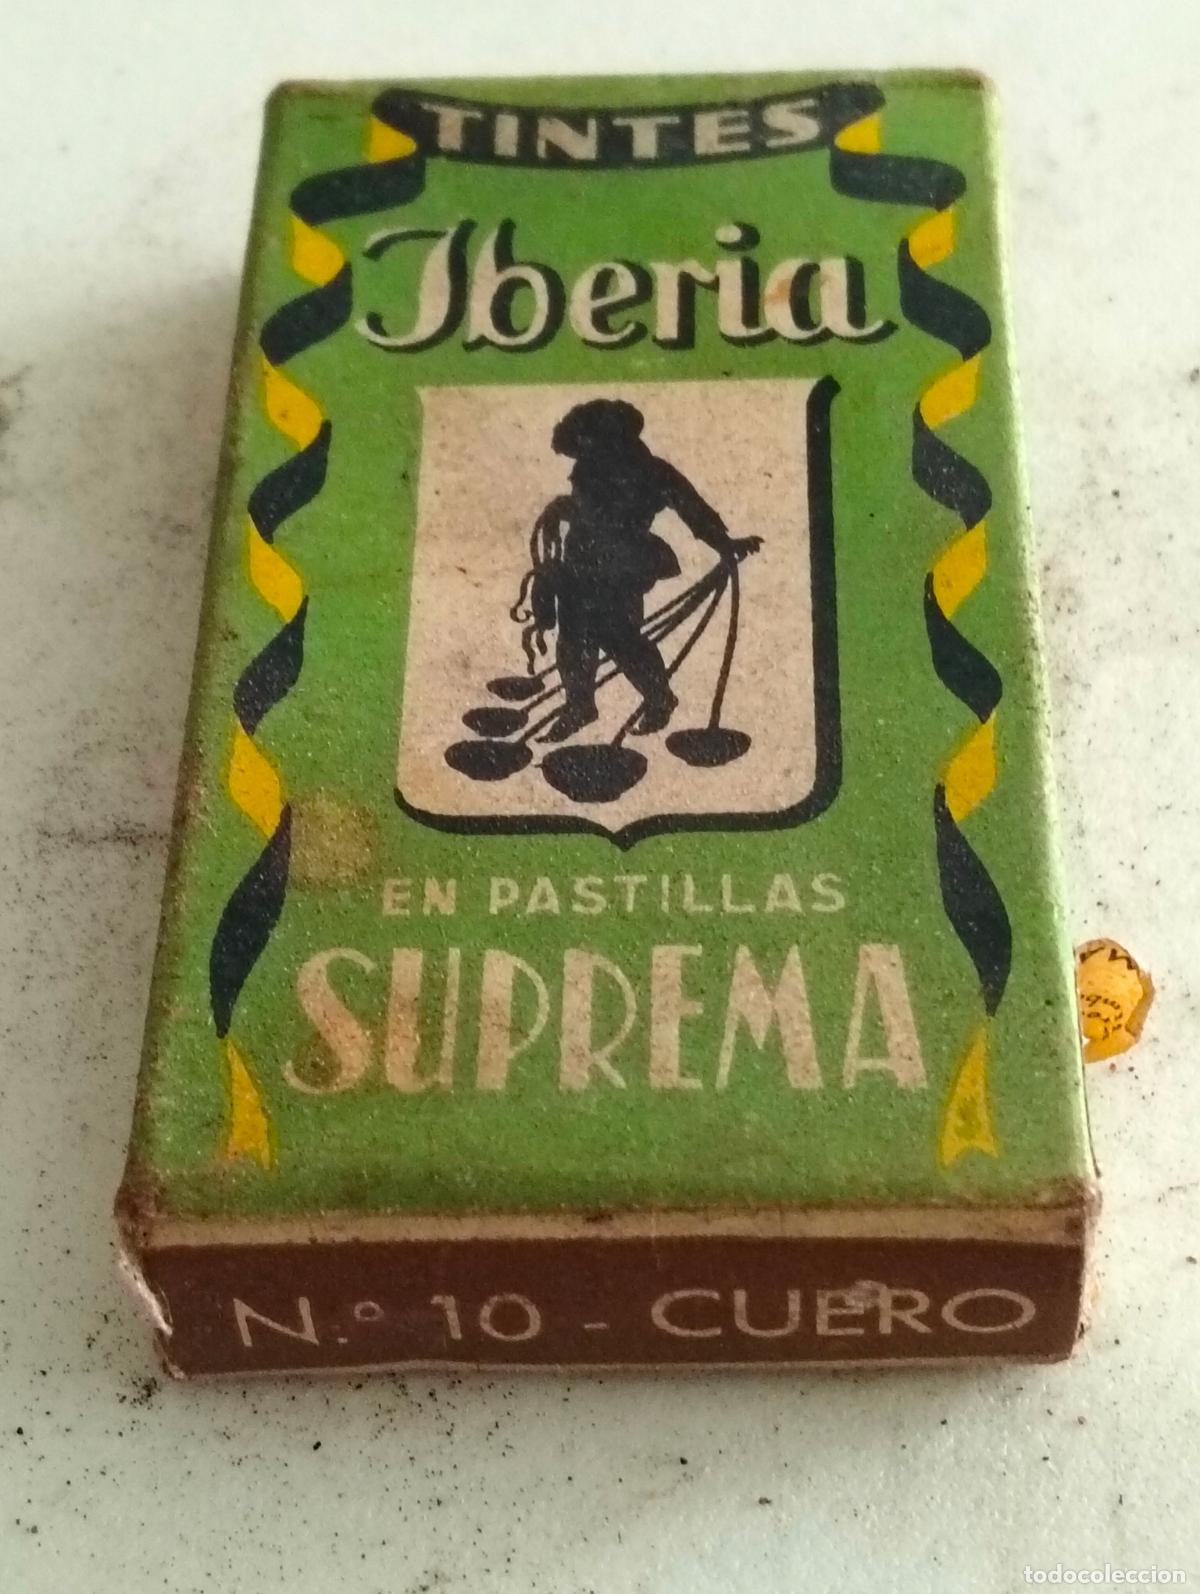 TINTES
Iberia
EN PASTILLAS
SUPREMA
N.º 10 - CUERO
todocoleccion